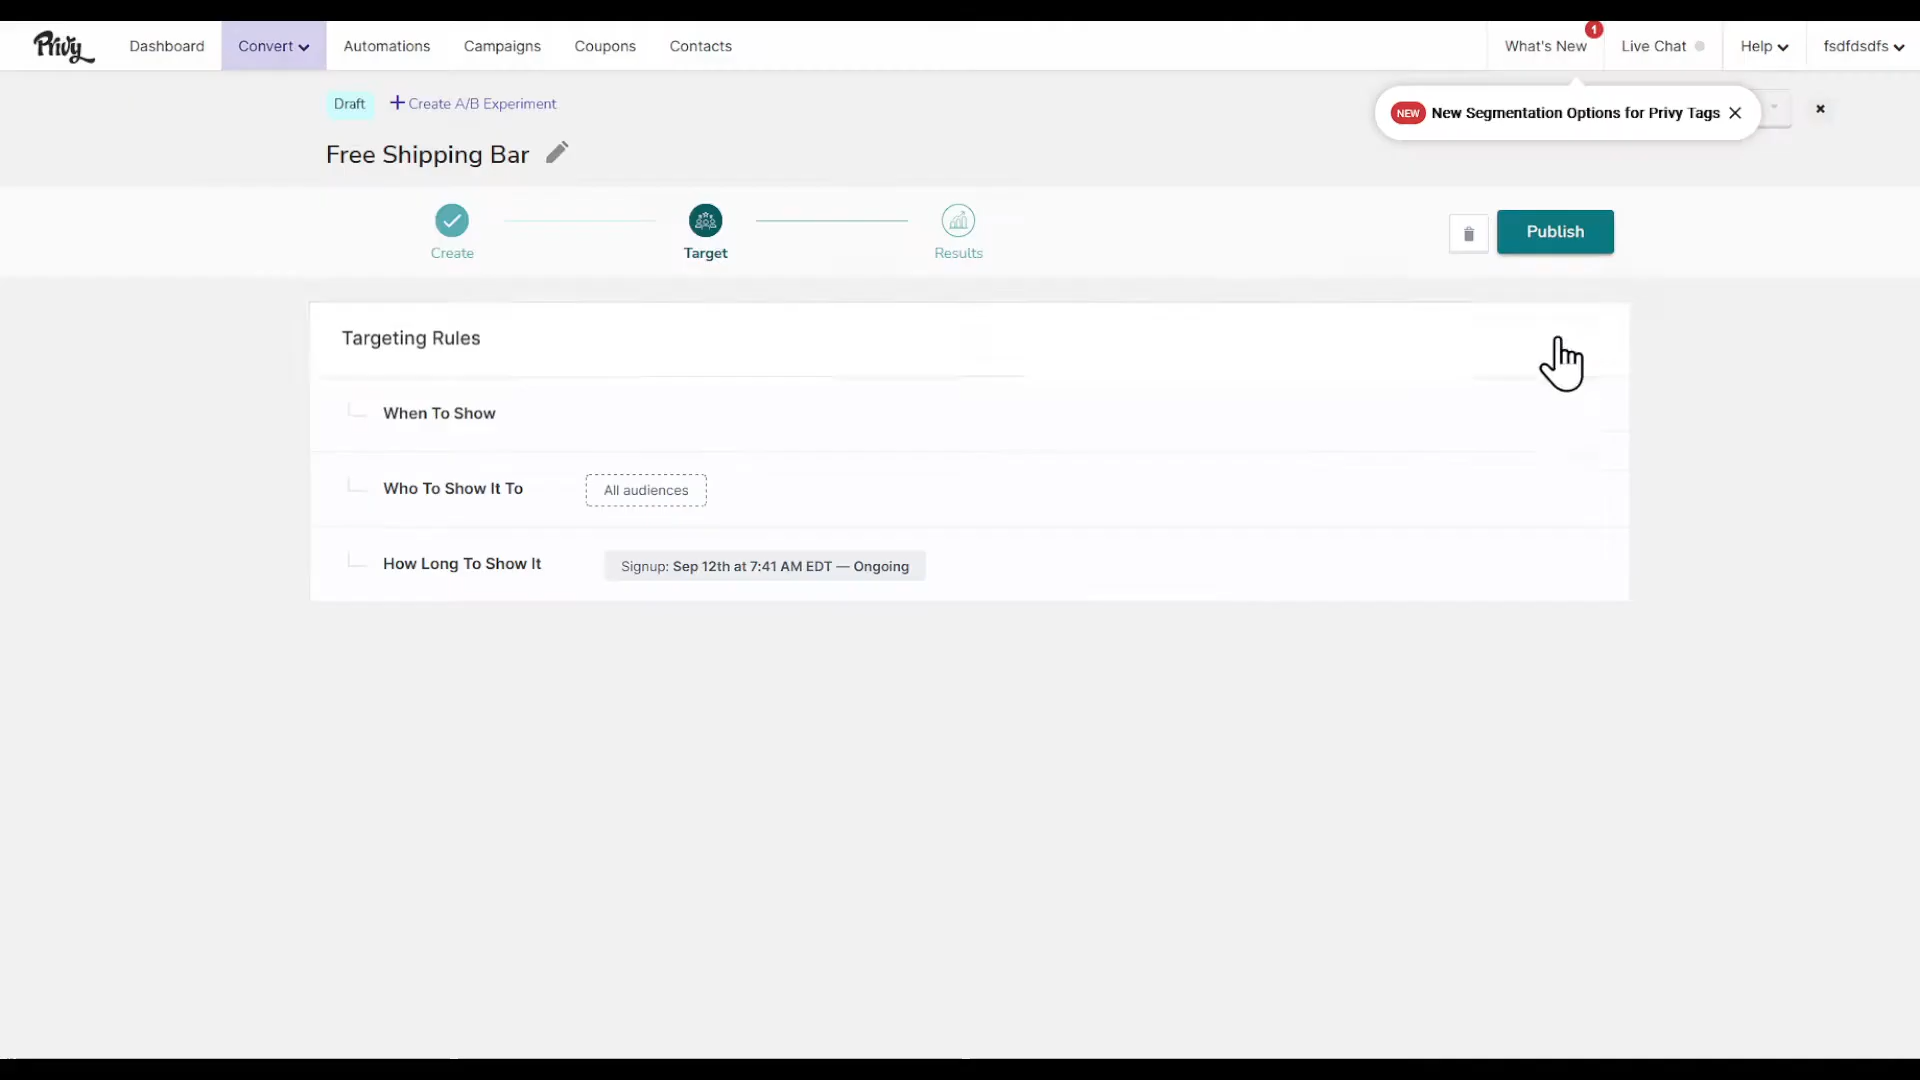 Privy
Dashboard
Convert
Automations
Campaigns
Coupons
Contacts
What's New
1
Live Chat
Help
fsdfdsdfs
Draft
+ Create A/B Experiment
NEW New Segmentation Options for Privy Tags
Free Shipping Bar
Create
Target
Results
Publish
Targeting Rules
When To Show
Who To Show It To
All audiences
How Long To Show It
Signup: Sep 12th at 7:41 AM EDT — Ongoing